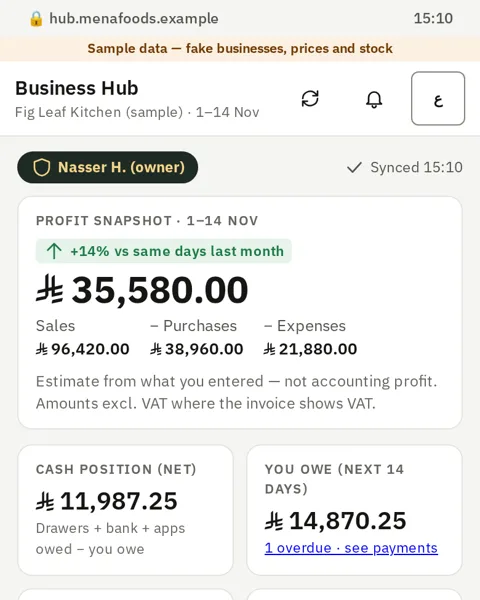 🔒 hub.menafoods.example 15:10
Sample data — fake businesses, prices and stock
Business Hub
Fig Leaf Kitchen (sample) · 1–14 Nov
ع
Nasser H. (owner)
Synced 15:10
PROFIT SNAPSHOT · 1–14 NOV
+14% vs same days last month
⃁ 35,580.00
Sales – Purchases – Expenses
⃁ 96,420.00 ⃁ 38,960.00 ⃁ 21,880.00
Estimate from what you entered — not accounting profit.
Amounts excl. VAT where the invoice shows VAT.
CASH POSITION (NET)
⃁ 11,987.25
Drawers + bank + apps
owed – you owe
YOU OWE (NEXT 14
DAYS)
⃁ 14,870.25
1 overdue · see payments